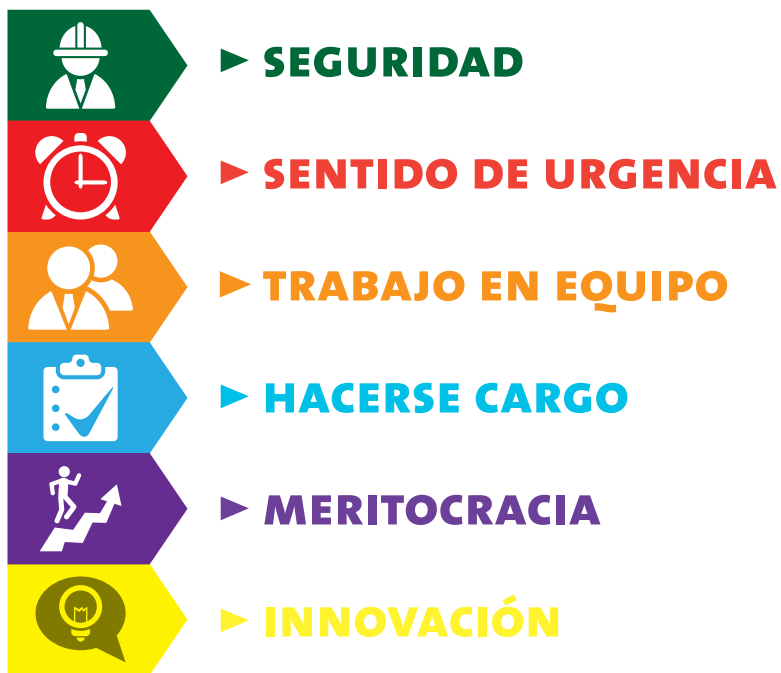 SEGURIDAD
SENTIDO DE URGENCIA
TRABAJO EN EQUIPO
HACERSE CARGO
MERITOCRACIA
INNOVACIÓN